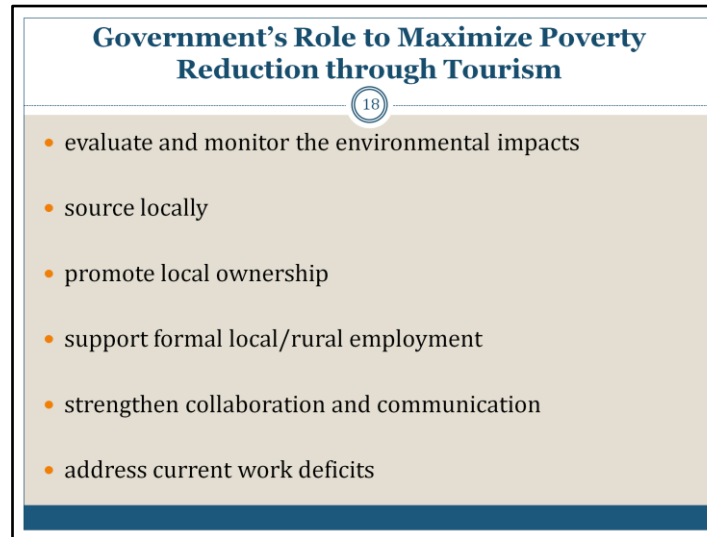 Government’s Role to Maximize Poverty
Reduction through Tourism
18
• evaluate and monitor the environmental impacts
• source locally
• promote local ownership
• support formal local/rural employment
• strengthen collaboration and communication
• address current work deficits